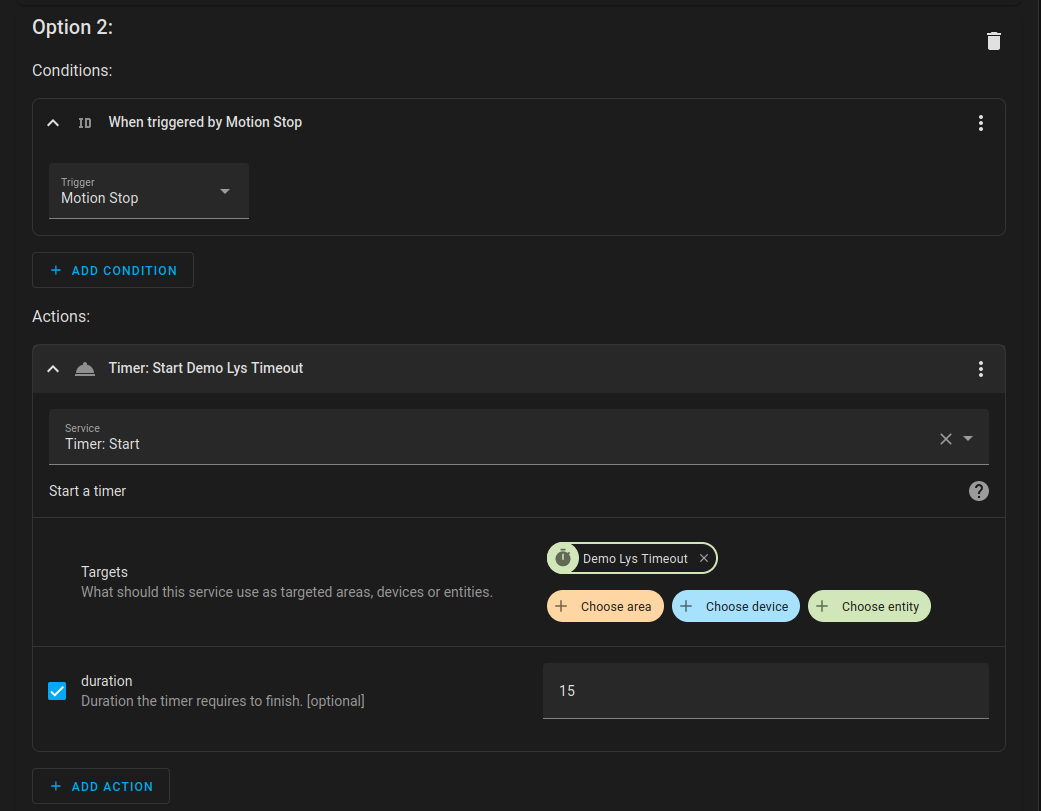 Option 2:
Conditions:
ID When triggered by Motion Stop
Trigger
Motion Stop
+ ADD CONDITION
Actions:
Timer: Start Demo Lys Timeout
Service
Timer: Start
Start a timer
?
Demo Lys Timeout
Targets
What should this service use as targeted areas, devices or entities.
+ Choose area + Choose device + Choose entity
duration
Duration the timer requires to finish. [optional]
15
+ ADD ACTION